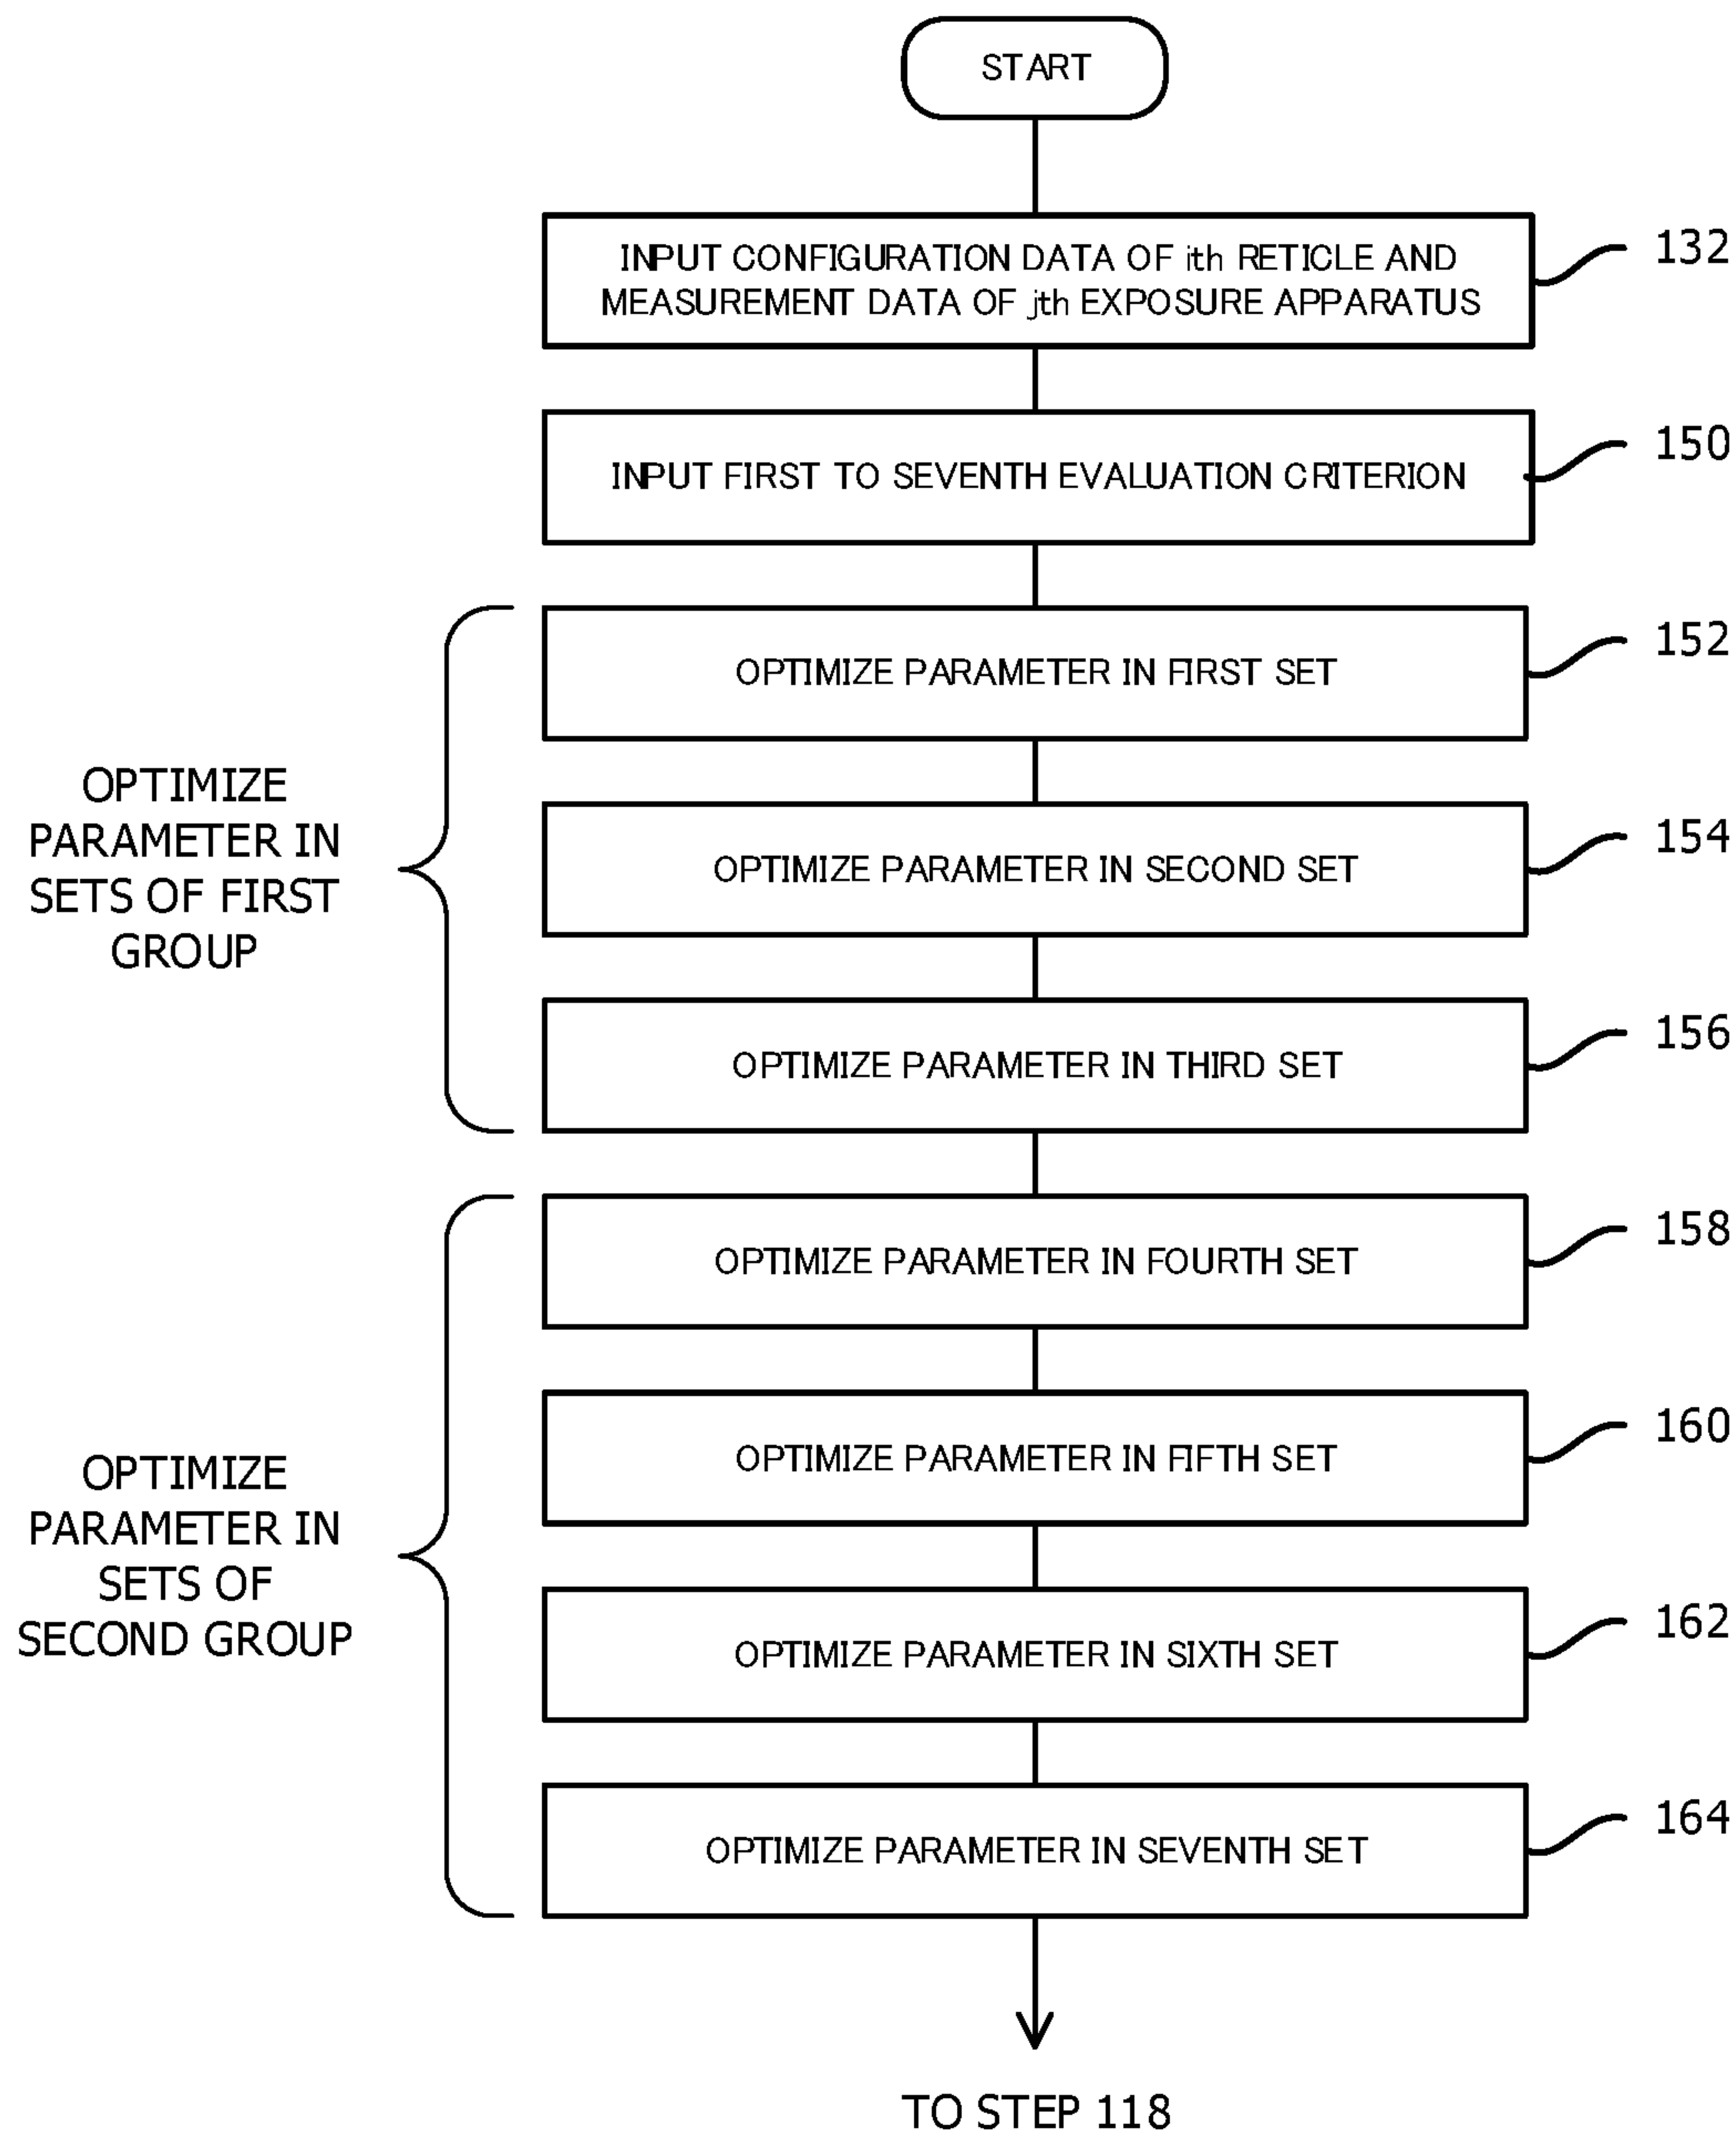 START
INPUT CONFIGURATION DATA OF ith RETICLE AND
MEASUREMENT DATA OF jth EXPOSURE APPARATUS
132
INPUT FIRST TO SEVENTH EVALUATION CRITERION
150
OPTIMIZE
PARAMETER IN
SETS OF FIRST
GROUP
OPTIMIZE PARAMETER IN FIRST SET
152
OPTIMIZE PARAMETER IN SECOND SET
154
OPTIMIZE PARAMETER IN THIRD SET
156
OPTIMIZE
PARAMETER IN
SETS OF
SECOND GROUP
OPTIMIZE PARAMETER IN FOURTH SET
158
OPTIMIZE PARAMETER IN FIFTH SET
160
OPTIMIZE PARAMETER IN SIXTH SET
162
OPTIMIZE PARAMETER IN SEVENTH SET
164
TO STEP 118